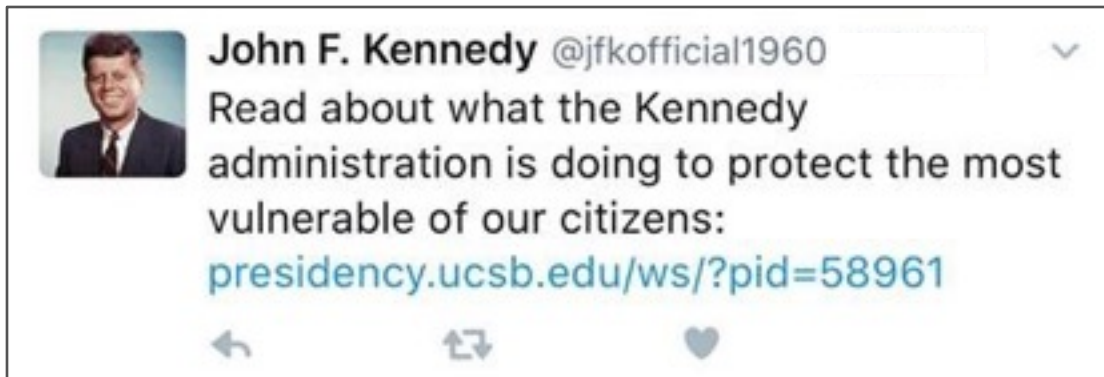 John F. Kennedy @jfkofficial1960
Read about what the Kennedy
administration is doing to protect the most
vulnerable of our citizens:
presidency.ucsb.edu/ws/?pid=58961